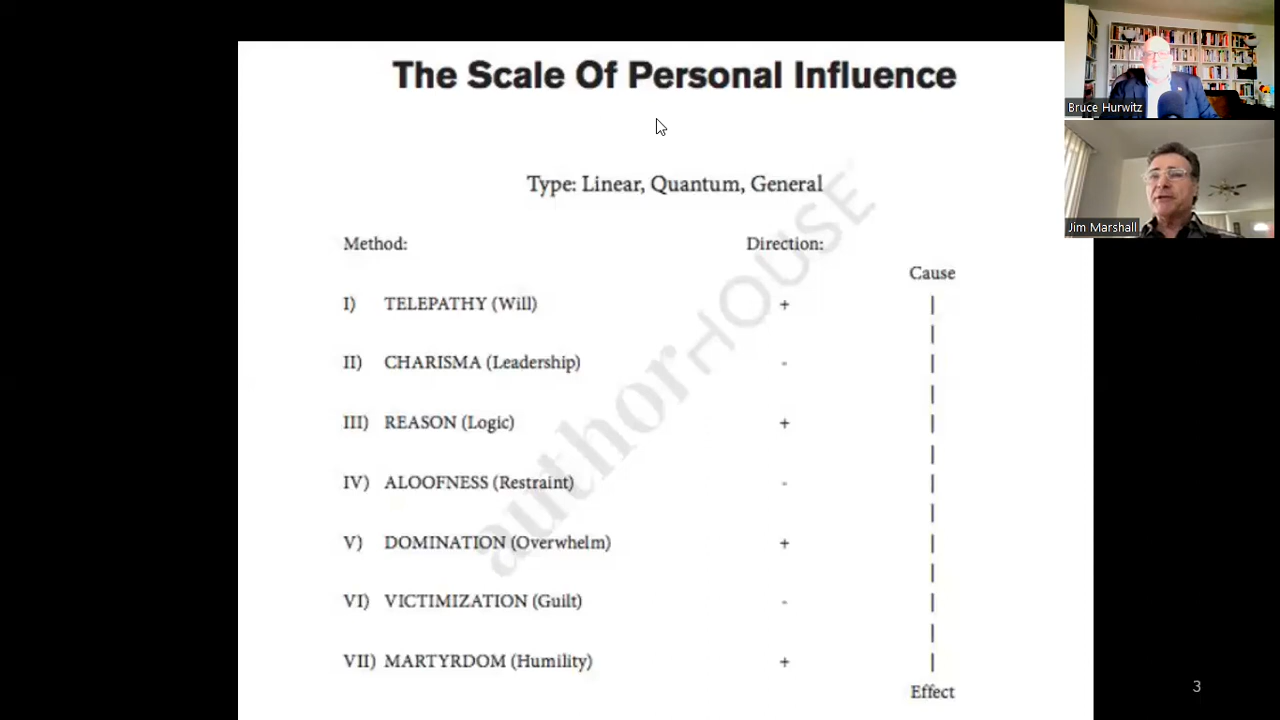 The Scale Of Personal Influence
Type: Linear, Quantum, General
Method: Direction:
Cause
I) TELEPATHY (Will) + |
|
II) CHARISMA (Leadership) - |
|
III) REASON (Logic) + |
|
IV) ALOOFNESS (Restraint) - |
|
V) DOMINATION (Overwhelm) + |
|
VI) VICTIMIZATION (Guilt) - |
|
VII) MARTYRDOM (Humility) + |
Effect
authorHOUSE
3
Bruce Hurwitz
Jim Marshall